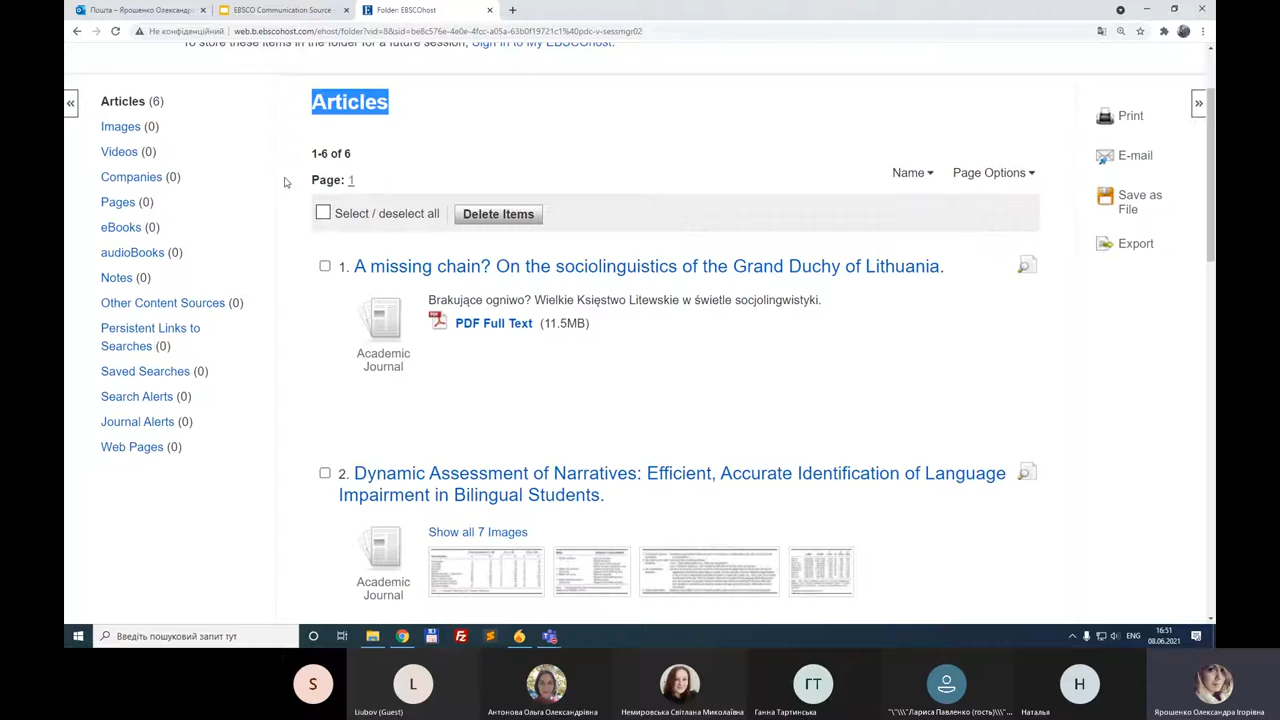 Пошта – Ярошенко Олександр
EBSCO Communication Source
Folder: EBSCOhost
Не конфіденційний
web.b.ebscohost.com/ehost/folder?vid=8&sid=be8c576e-4e0e-4fcc-a05a-63b0f19721c1%40pdc-v-sessmgr02
To store these items in the folder for a future session, Sign In to My EBSCOhost.
Articles (6)
Images (0)
Videos (0)
Companies (0)
Pages (0)
eBooks (0)
audioBooks (0)
Notes (0)
Other Content Sources (0)
Persistent Links to
Searches (0)
Saved Searches (0)
Search Alerts (0)
Journal Alerts (0)
Web Pages (0)
Articles
1-6 of 6
Page: 1
Name
Page Options
Select / deselect all
Delete Items
1. A missing chain? On the sociolinguistics of the Grand Duchy of Lithuania.
Brakujące ogniwo? Wielkie Księstwo Litewskie w świetle socjolingwistyki.
PDF Full Text (11.5MB)
Academic
Journal
2. Dynamic Assessment of Narratives: Efficient, Accurate Identification of Language
Impairment in Bilingual Students.
Show all 7 Images
Academic
Journal
Print
E-mail
Save as
File
Export
Введіть пошуковий запит тут
ENG
16:51
08.06.2021
S
L
ГТ
Н
Liubov (Guest)
Антонова Ольга Олександрівна
Немировська Світлана Миколаївна
Ганна Тартинська
"\"\\\"Лариса Павленко (гость)\\\"...
Наталья
Ярошенко Олександра Ігорівна